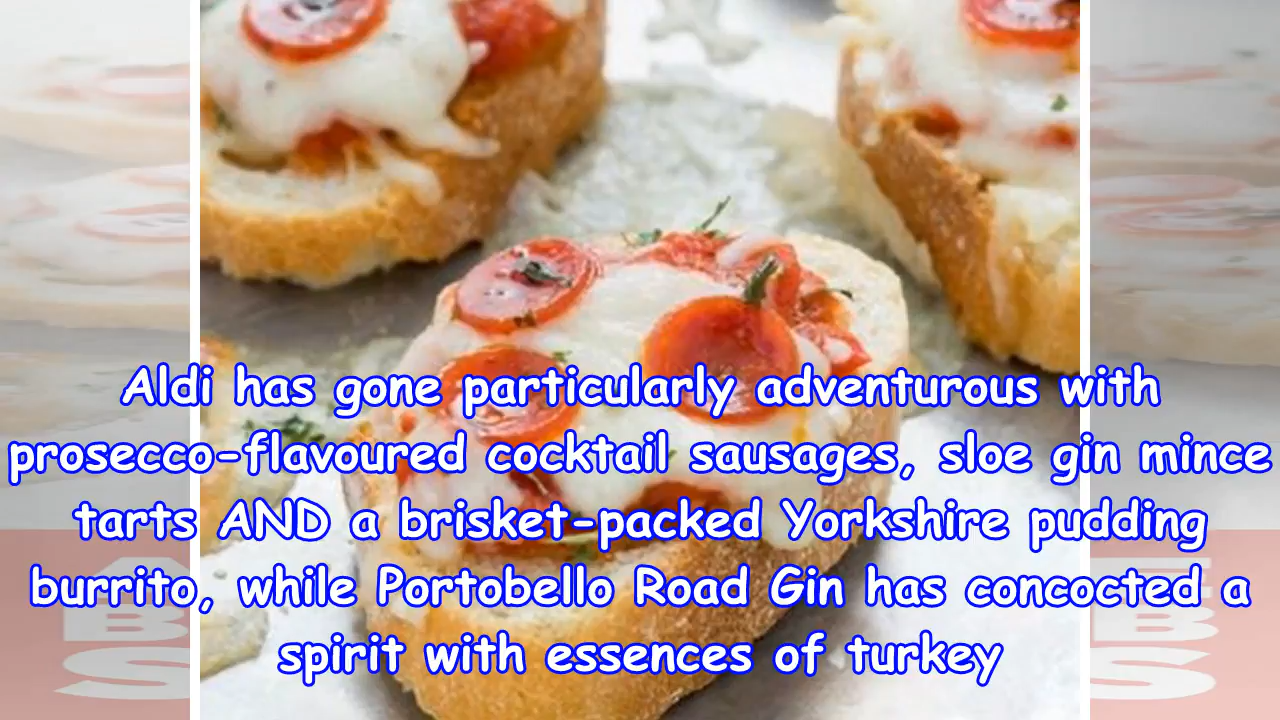 Aldi has gone particularly adventurous with
prosecco-flavoured cocktail sausages, sloe gin mince
tarts AND a brisket-packed Yorkshire pudding
burrito, while Portobello Road Gin has concocted a
spirit with essences of turkey